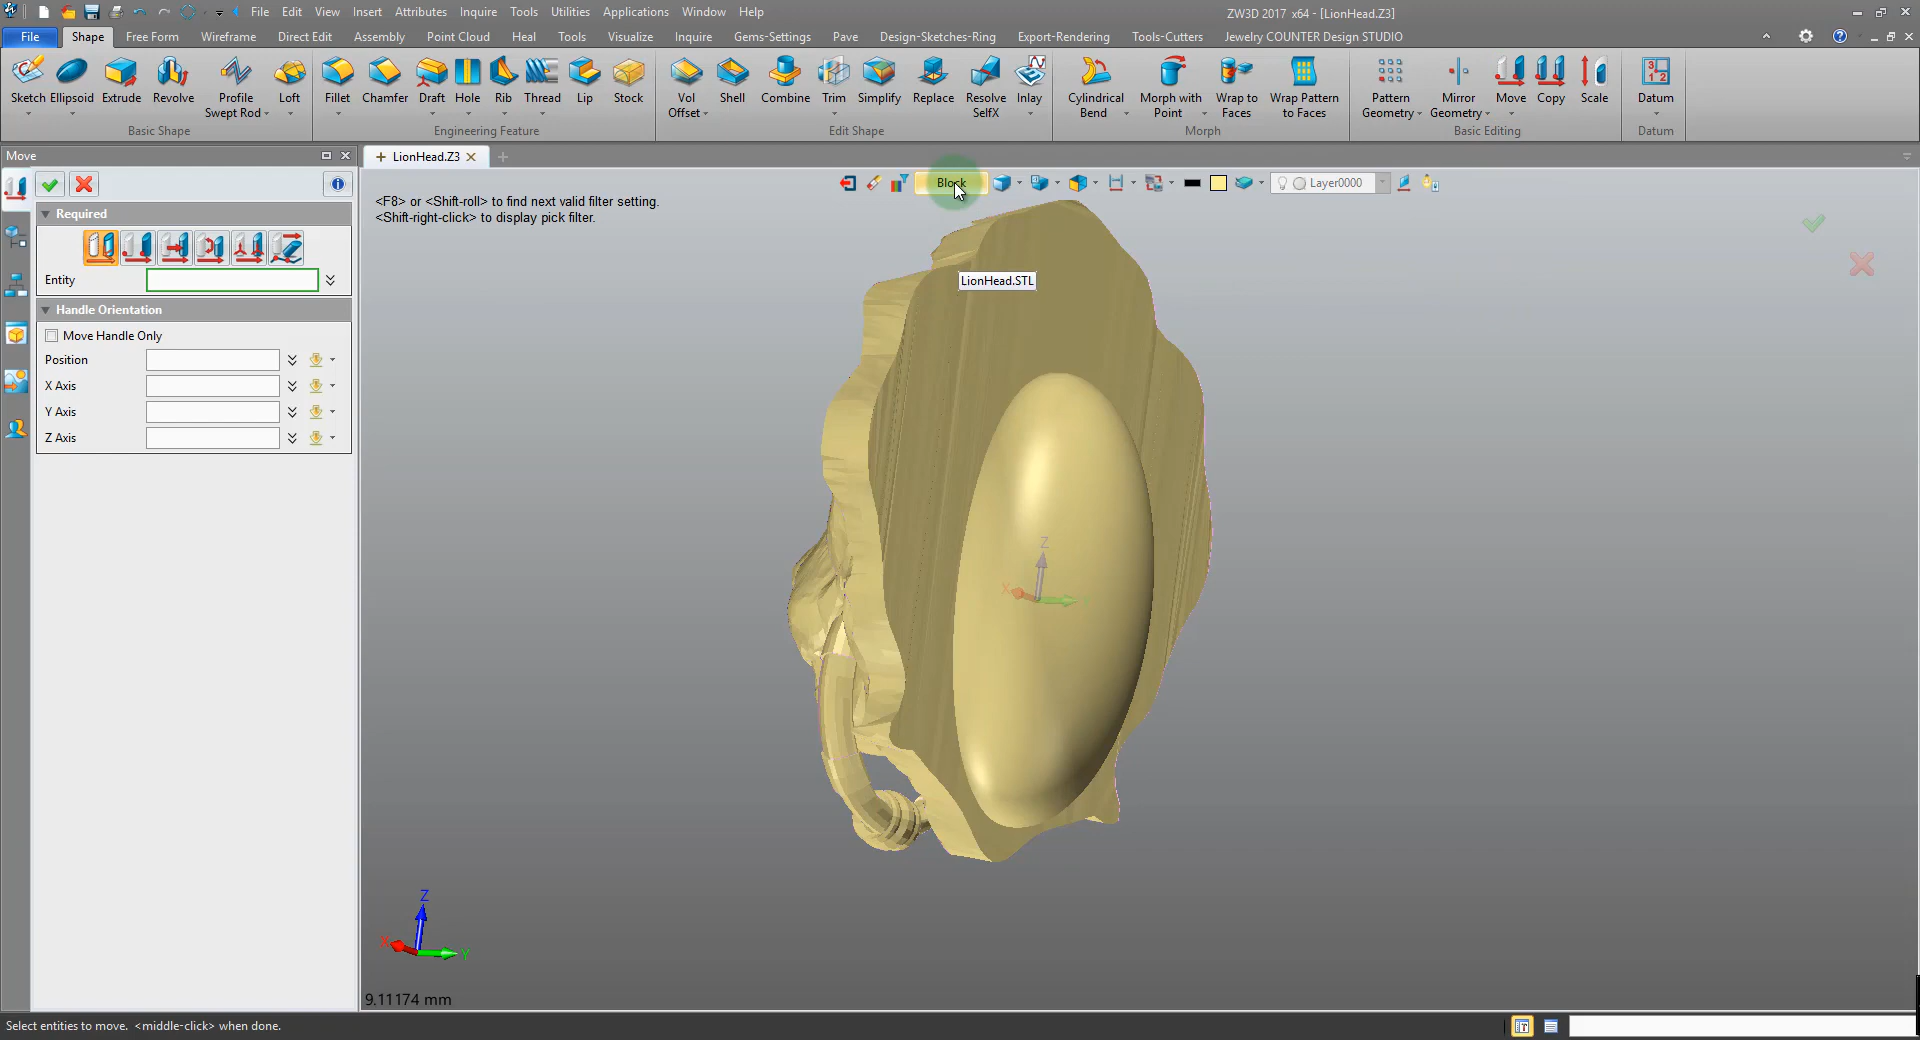 File Edit View Insert Attributes Inquire Tools Utilities Applications Window Help
ZW3D 2017 x64 - [LionHead.Z3]
File Shape Free Form Wireframe Direct Edit Assembly Point Cloud Heal Tools Visualize Inquire Gems-Settings Pave Design-Sketches-Ring Export-Rendering Tools-Cutters Jewelry COUNTER Design STUDIO
Sketch Ellipsoid Extrude Revolve Profile Swept Rod Loft
Basic Shape
Fillet Chamfer Draft Hole Rib Thread Lip Stock
Engineering Feature
Vol Offset Shell Combine Trim Simplify Replace Resolve SelfX Inlay
Edit Shape
Cylindrical Bend Morph with Point Wrap to Faces Wrap Pattern to Faces
Morph
Pattern Geometry Mirror Geometry Move Copy Scale
Basic Editing
Datum
Datum
Move
LionHead.Z3
Block
Layer0000
<F8> or <Shift-roll> to find next valid filter setting.
<Shift-right-click> to display pick filter.
Required
Entity
Handle Orientation
Move Handle Only
Position
X Axis
Y Axis
Z Axis
LionHead.STL
Z
X
Z
X
Y
9.11174 mm
Select entities to move. <middle-click> when done.